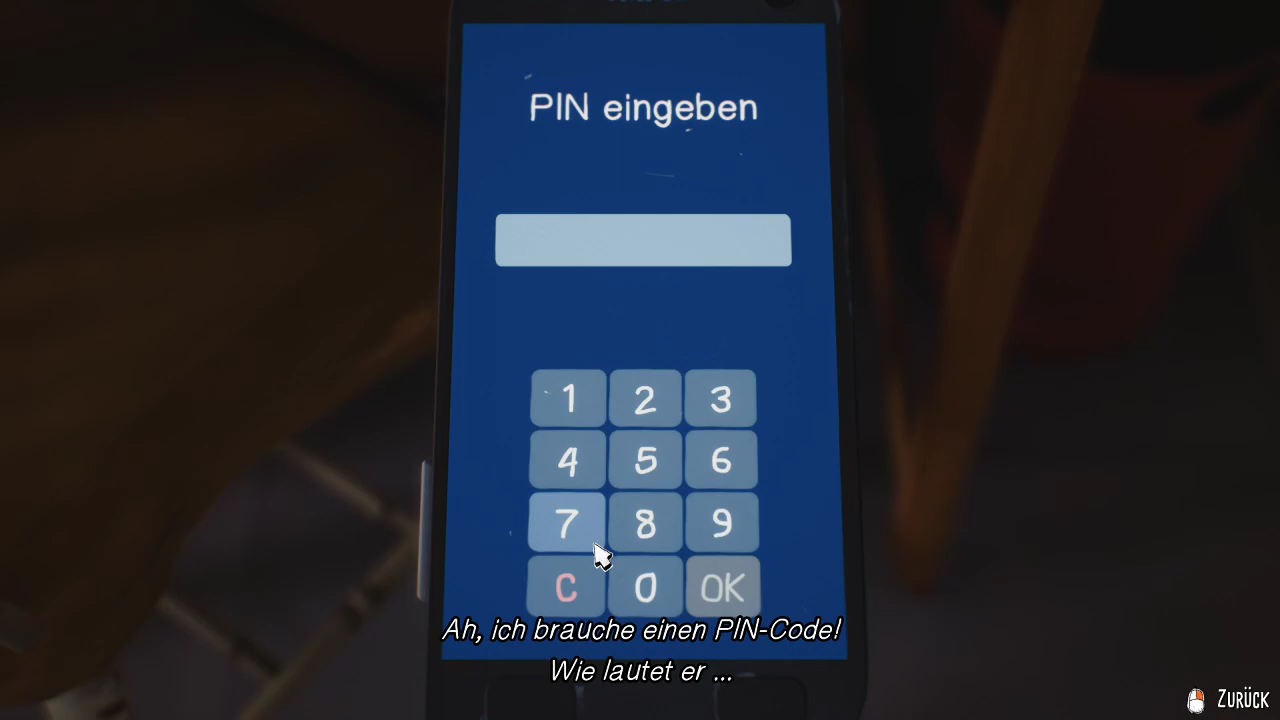 PIN eingeben
1 2 3
4 5 6
7 8 9
C 0 OK
Ah, ich brauche einen PIN-Code!
Wie lautet er ...
ZURÜCK